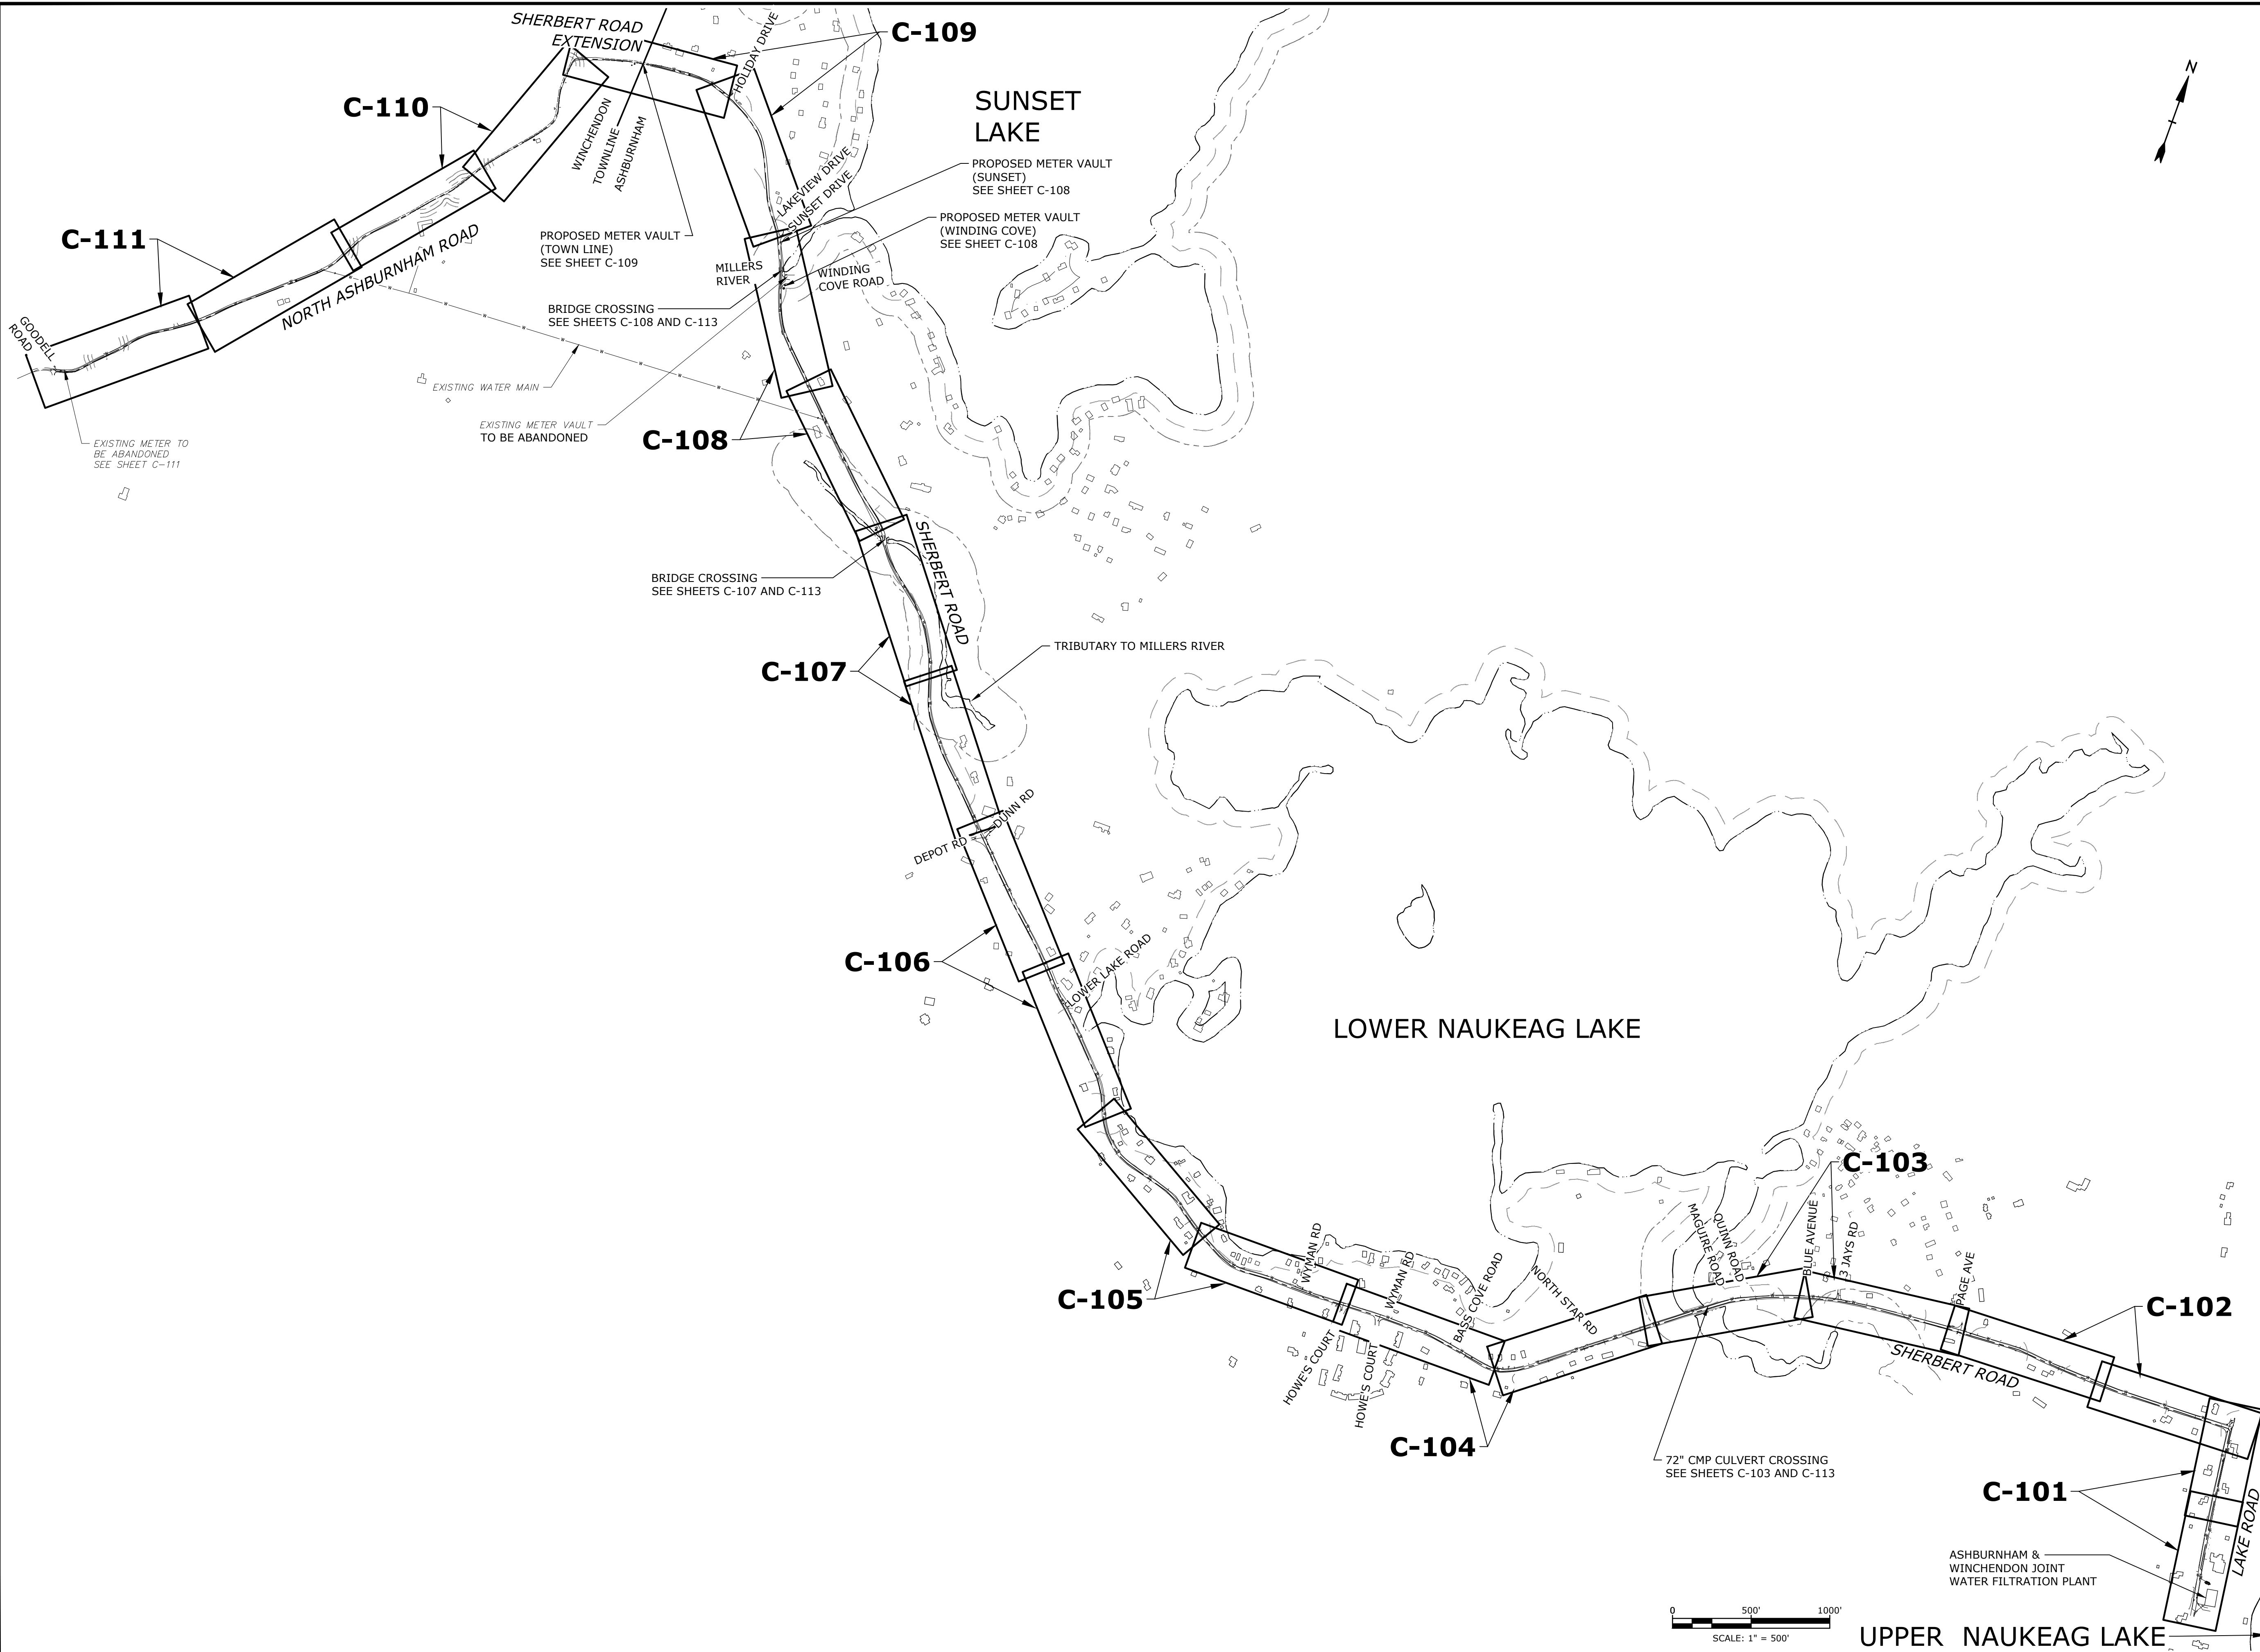 SHERBERT ROAD
EXTENSION
HOLIDAY DRIVE
C-109
N
C-110
SUNSET
LAKE
WINCHENDON
TOWNLINE
ASHBURNHAM
LAKEVIEW DRIVE
SUNSET DRIVE
PROPOSED METER VAULT
(SUNSET)
SEE SHEET C-108
PROPOSED METER VAULT
(WINDING COVE)
SEE SHEET C-108
C-111
NORTH ASHBURNHAM ROAD
PROPOSED METER VAULT
(TOWN LINE)
SEE SHEET C-109
MILLERS
RIVER
WINDING
COVE ROAD
BRIDGE CROSSING
SEE SHEETS C-108 AND C-113
GOODELL
ROAD
EXISTING WATER MAIN
EXISTING METER VAULT
TO BE ABANDONED
C-108
EXISTING METER TO
BE ABANDONED
SEE SHEET C-111
SHERBERT ROAD
BRIDGE CROSSING
SEE SHEETS C-107 AND C-113
TRIBUTARY TO MILLERS RIVER
C-107
DUNN RD
DEPOT RD
C-106
LOWER LAKE ROAD
LOWER NAUKEAG LAKE
C-103
C-105
WYMAN RD
WYMAN RD
BASS COVE ROAD
NORTH STAR RD
MAGUIRE ROAD
QUINN ROAD
BLUE AVENUE
3 JAYS RD
PAGE AVE
C-102
HOWE'S COURT
HOWE'S COURT
SHERBERT ROAD
C-104
72" CMP CULVERT CROSSING
SEE SHEETS C-103 AND C-113
C-101
LAKE ROAD
ASHBURNHAM &
WINCHENDON JOINT
WATER FILTRATION PLANT
0 500' 1000'
SCALE: 1" = 500'
UPPER NAUKEAG LAKE